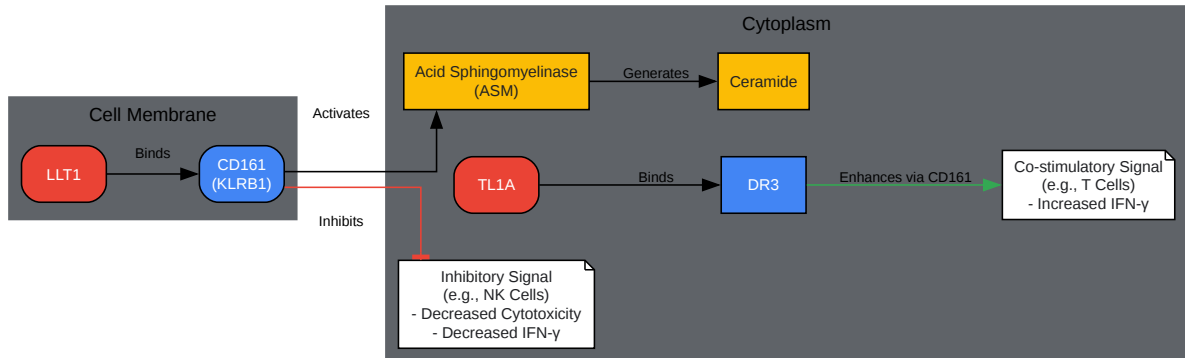 Cytoplasm
Acid Sphingomyelinase
(ASM)
Generates
Ceramide
Cell Membrane
Activates
LLT1
Binds
CD161
(KLRB1)
TL1A
Binds
DR3
Enhances via CD161
Co-stimulatory Signal
(e.g., T Cells)
- Increased IFN-γ
Inhibits
Inhibitory Signal
(e.g., NK Cells)
- Decreased Cytotoxicity
- Decreased IFN-γ